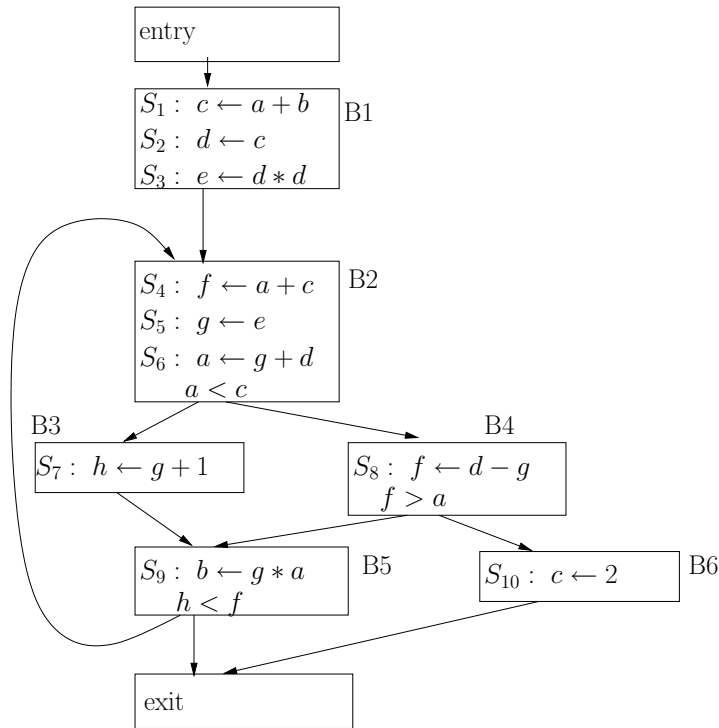 entry
S₁ : c ← a + b
B1
S₂ : d ← c
S₃ : e ← d ∗ d
S₄ : f ← a + c
B2
S₅ : g ← e
S₆ : a ← g + d
a < c
B3
B4
S₇ : h ← g + 1
S₈ : f ← d − g
f > a
S₉ : b ← g ∗ a
B5
h < f
S₁₀ : c ← 2
B6
exit